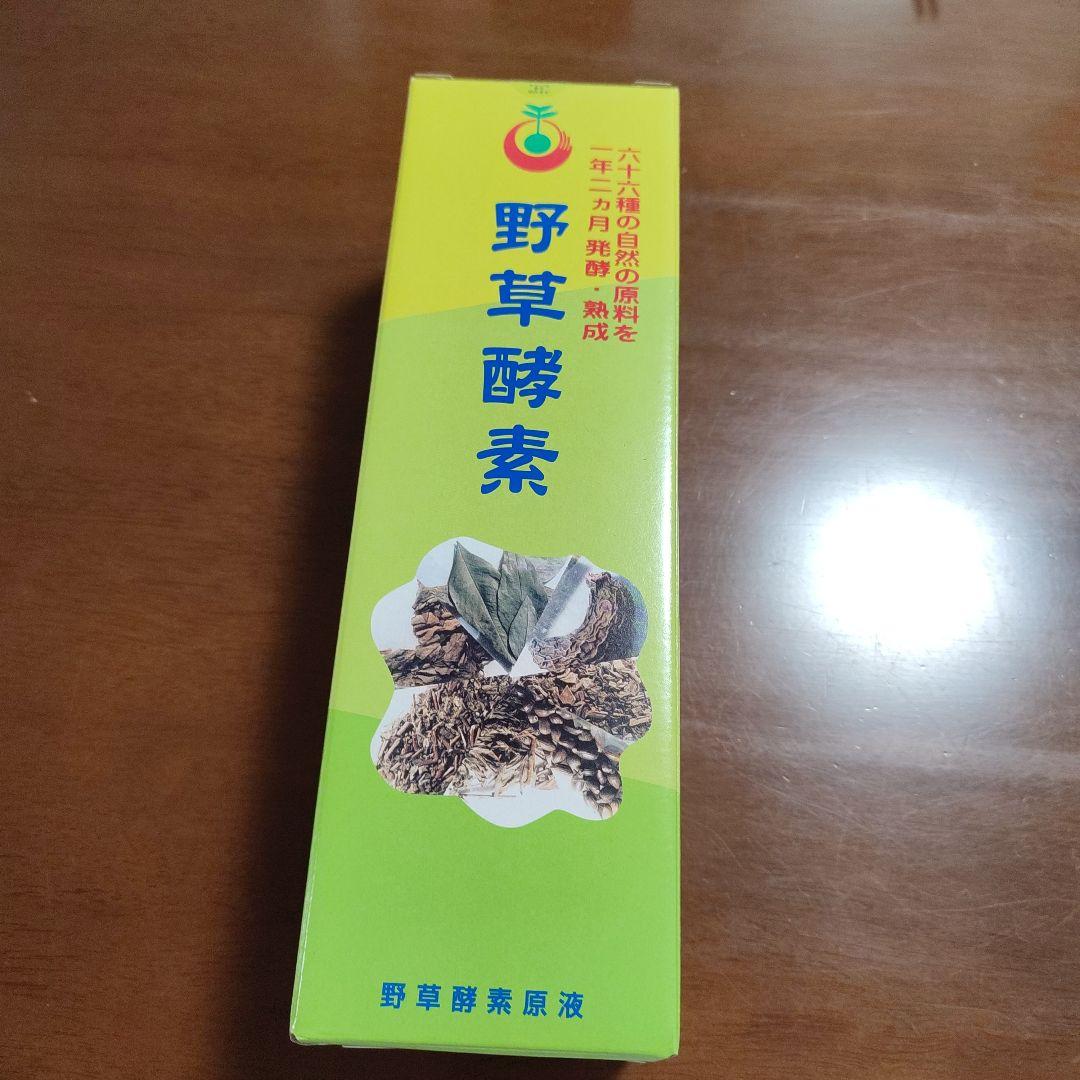 六十六種の自然の原料を
一年二ヵ月 発酵・熟成
野草酵素
野草酵素原液